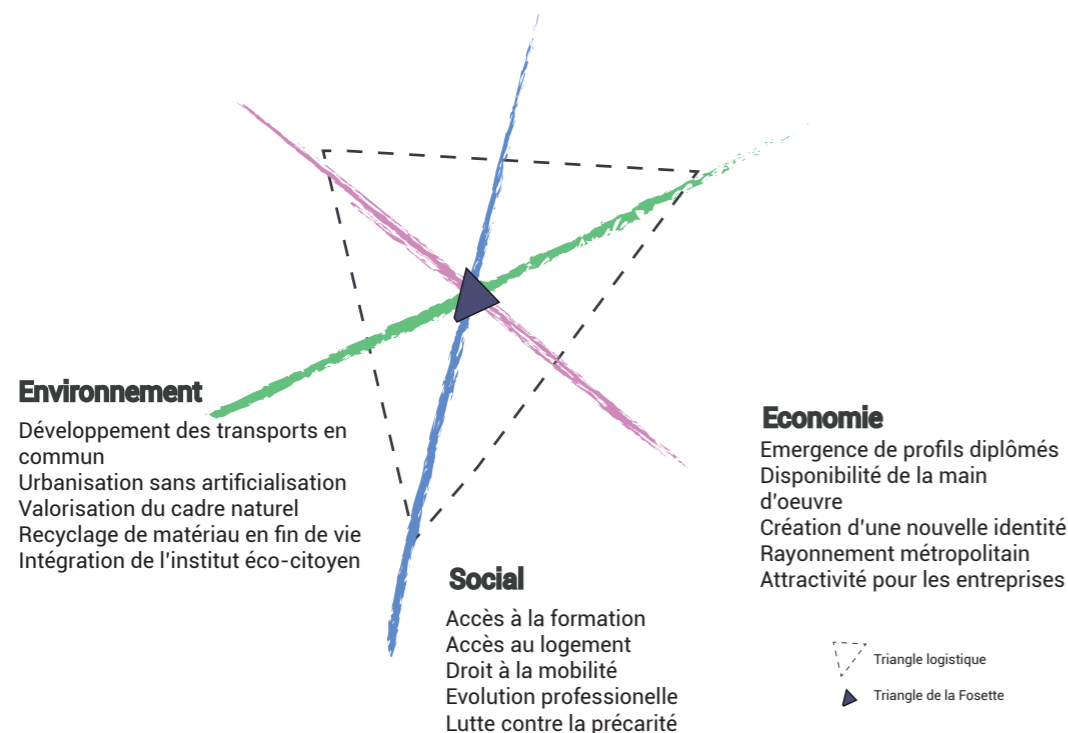 Environnement
Développement des transports en
commun
Urbanisation sans artificialisation
Valorisation du cadre naturel
Recyclage de matériau en fin de vie
Intégration de l'institut éco-citoyen
Social
Accès à la formation
Accès au logement
Droit à la mobilité
Evolution professionelle
Lutte contre la précarité
Economie
Emergence de profils diplômés
Disponibilité de la main
d'oeuvre
Création d'une nouvelle identité
Rayonnement métropolitain
Attractivité pour les entreprises
Triangle logistique
Triangle de la Fosette